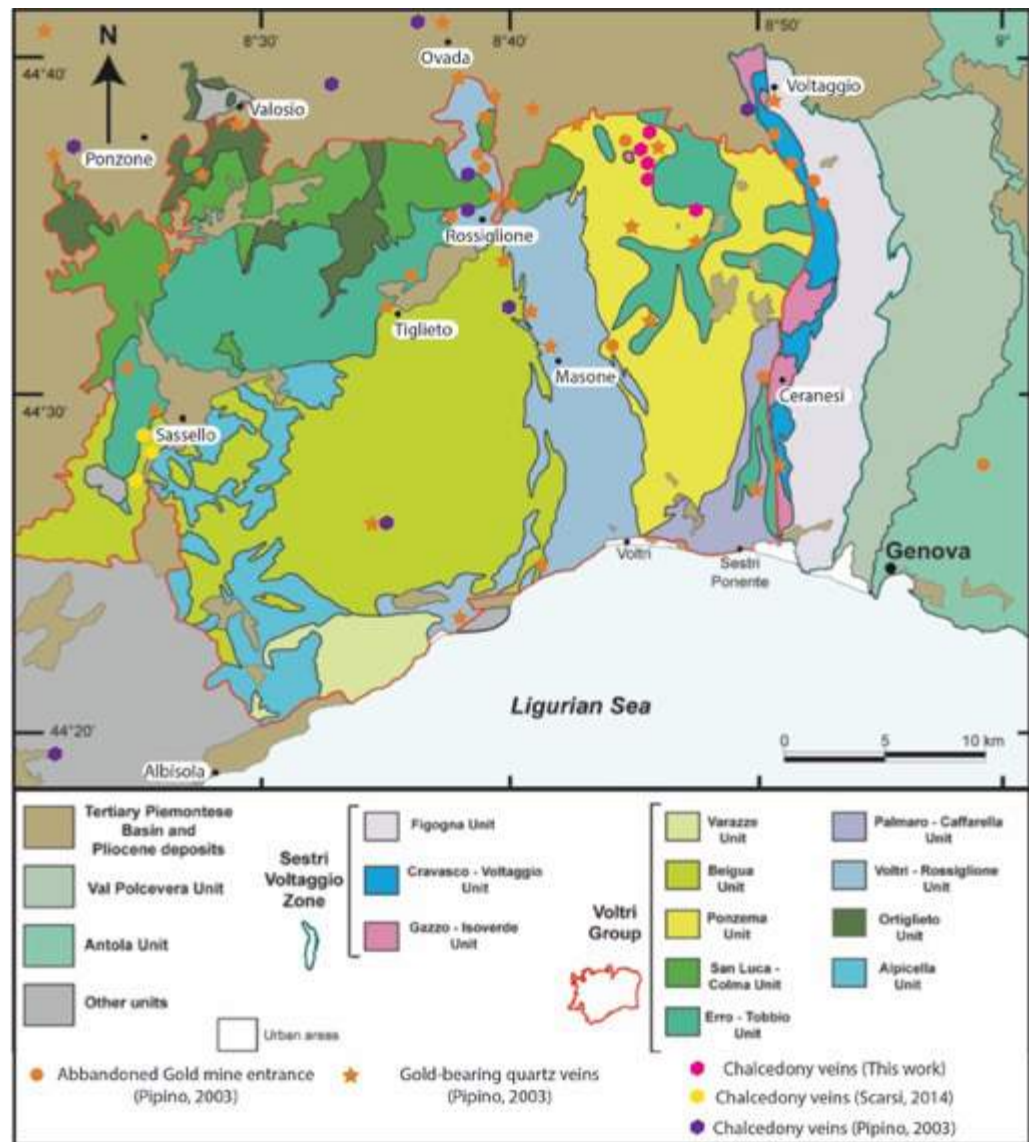 8°30'
8°40'
8°50'
9°
N
44°40'
Ovada
Voltaggio
Valosio
Ponzone
Rossiglione
Tiglieto
Masone
Ceranesi
44°30'
Sassello
Voltri
Sestri
Ponente
Genova
Ligurian Sea
44°20'
Albisola
0 5 10 km
Tertiary Piemontese
Basin and
Pliocene deposits
Val Polcevera Unit
Antola Unit
Other units
Urban areas
Sestri
Voltaggio
Zone
Figogna Unit
Cravasco - Voltaggio
Unit
Gazzo - Isoverde
Unit
Voltri
Group
Varazze
Unit
Beigua
Unit
Ponzema
Unit
San Luca -
Colma Unit
Erro - Tobbio
Unit
Palmaro - Caffarella
Unit
Voltri - Rossiglione
Unit
Ortiglieto
Unit
Alpicella
Unit
Abbandoned Gold mine entrance
(Pipino, 2003)
Gold-bearing quartz veins
(Pipino, 2003)
Chalcedony veins (This work)
Chalcedony veins (Scarsi, 2014)
Chalcedony veins (Pipino, 2003)